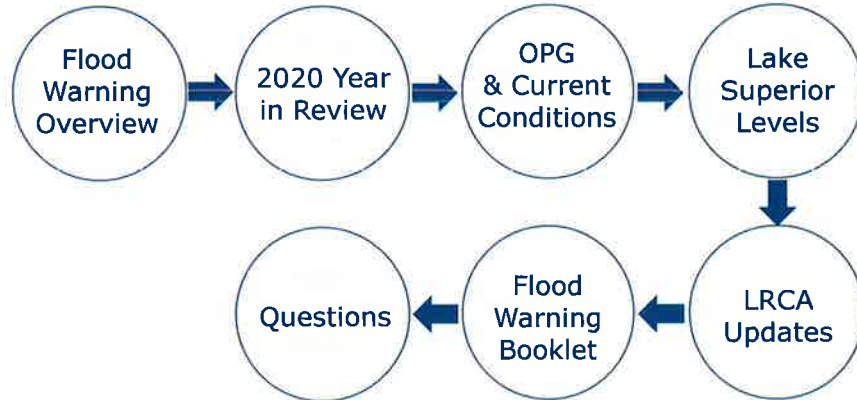 Flood
Warning
Overview
2020 Year
in Review
OPG
& Current
Conditions
Lake
Superior
Levels
LRCA
Updates
Flood
Warning
Booklet
Questions